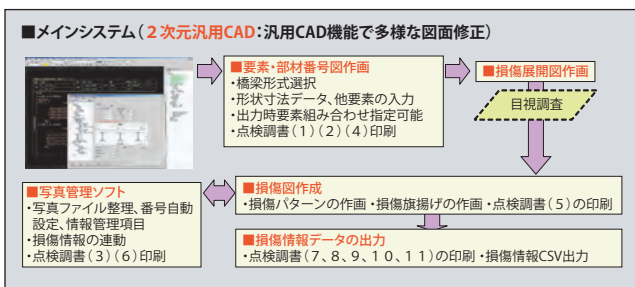 ■メインシステム(2次元汎用CAD:汎用CAD機能で多様な図面修正)
■要素・部材番号図作画
・橋梁形式選択
・形状寸法データ、他要素の入力
・出力時要素組み合わせ指定可能
・点検調書(1)(2)(4)印刷
■損傷展開図作画
目視調査
■写真管理ソフト
・写真ファイル整理、番号自動
設定、情報管理項目
・損傷情報の連動
・点検調書(3)(6)印刷
■損傷図作成
・損傷パターンの作画・損傷旗揚げの作画・点検調書(5)の印刷
■損傷情報データの出力
・点検調書(7、8、9、10、11)の印刷・損傷情報CSV出力